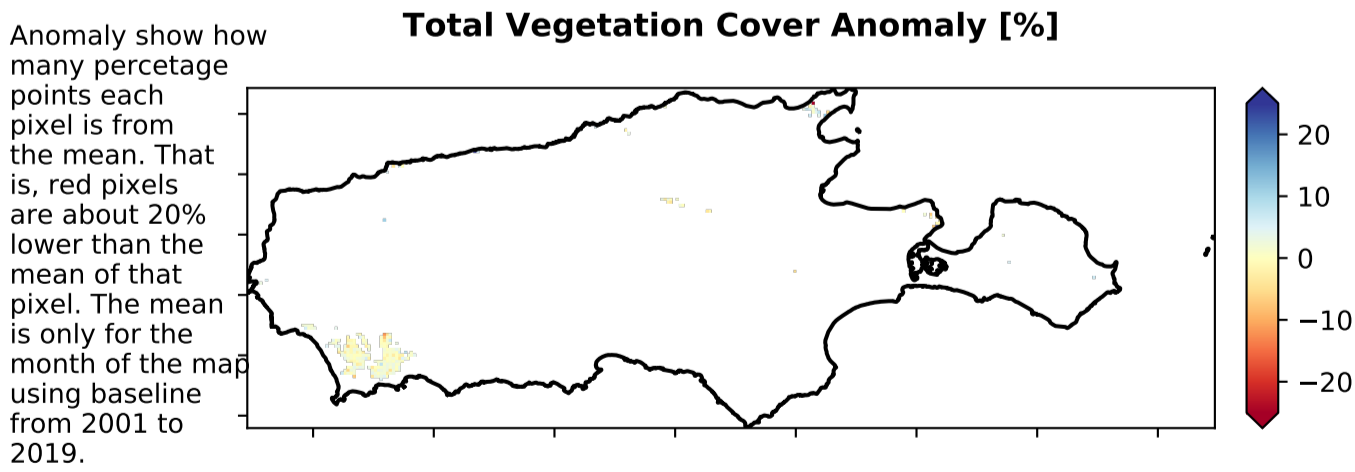 Total Vegetation Cover Anomaly [%]
Anomaly show how
many percetage
points each
pixel is from
the mean. That
is, red pixels
are about 20%
lower than the
mean of that
pixel. The mean
is only for the
month of the map
using baseline
from 2001 to
2019.
20
10
0
−10
−20